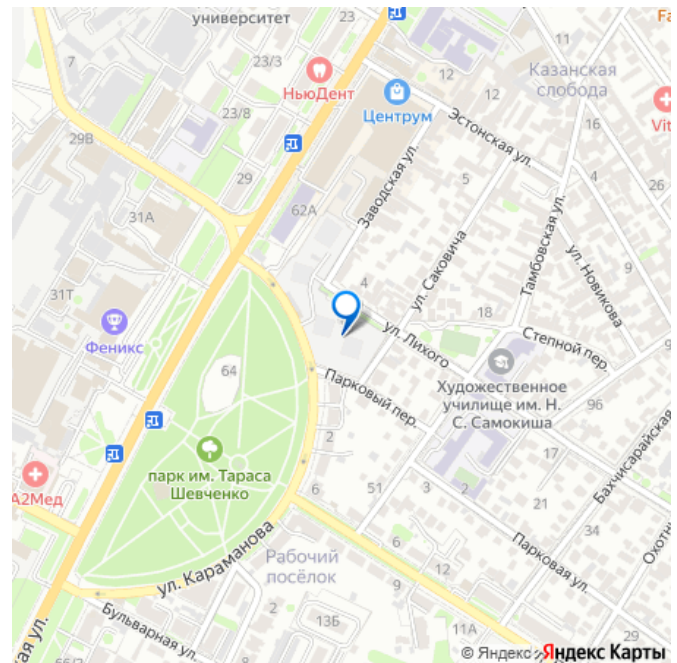 университет
7
23/3
НьюДент
Центрум
12
11
Казанская
слобода
Fa
12
12
Эстонская ул.
16
Vit
29В
23/8
29
62А
Заводская ул.
5
4
26
31А
ул. Саковича
Тамбовская ул.
ул. Новикова
9
31Т
4
18
Степной пер.
Феникс
ул. Лихого
64
Парковый пер.
Художественное
училище им. Н.
С. Самокиша
96
Бахчисарайская
2
17
парк им. Тараса
Шевченко
А2Мед
6
51
3
2
21
34
Охотн
ул. Караманова
Рабочий
посёлок
6
9
Парковая ул.
Бульварная ул.
13Б
11А
29
ая ул.
66/2
© Яндекс
Яндекс Карты